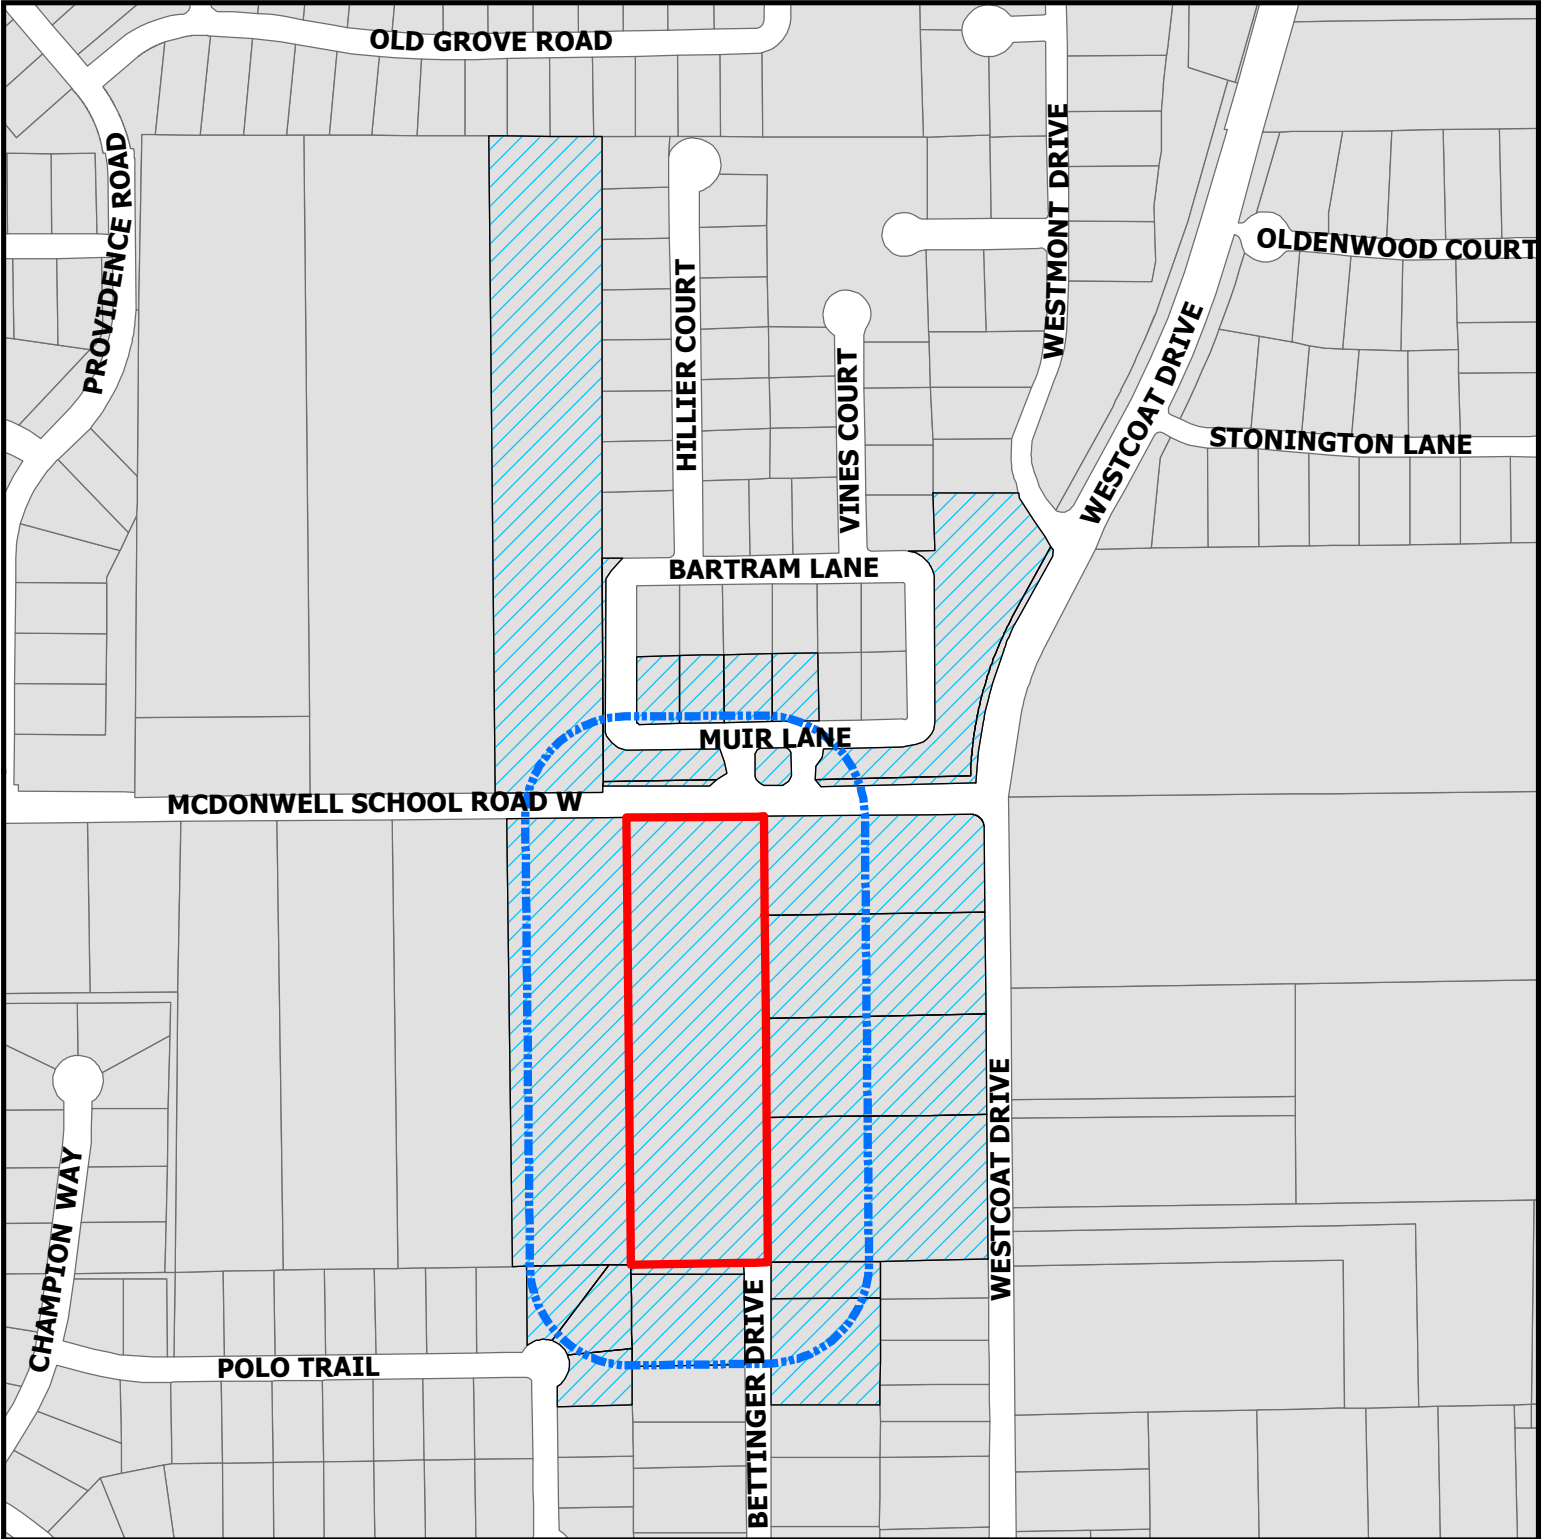 OLD GROVE ROAD
PROVIDENCE ROAD
WESTMONT DRIVE
OLDENWOOD COURT
HILLIER COURT
VINES COURT
WESTCOAT DRIVE
STONINGTON LANE
BARTRAM LANE
MUIR LANE
MCDONWELL SCHOOL ROAD W
WESTCOAT DRIVE
CHAMPION WAY
POLO TRAIL
BETTINGER DRIVE